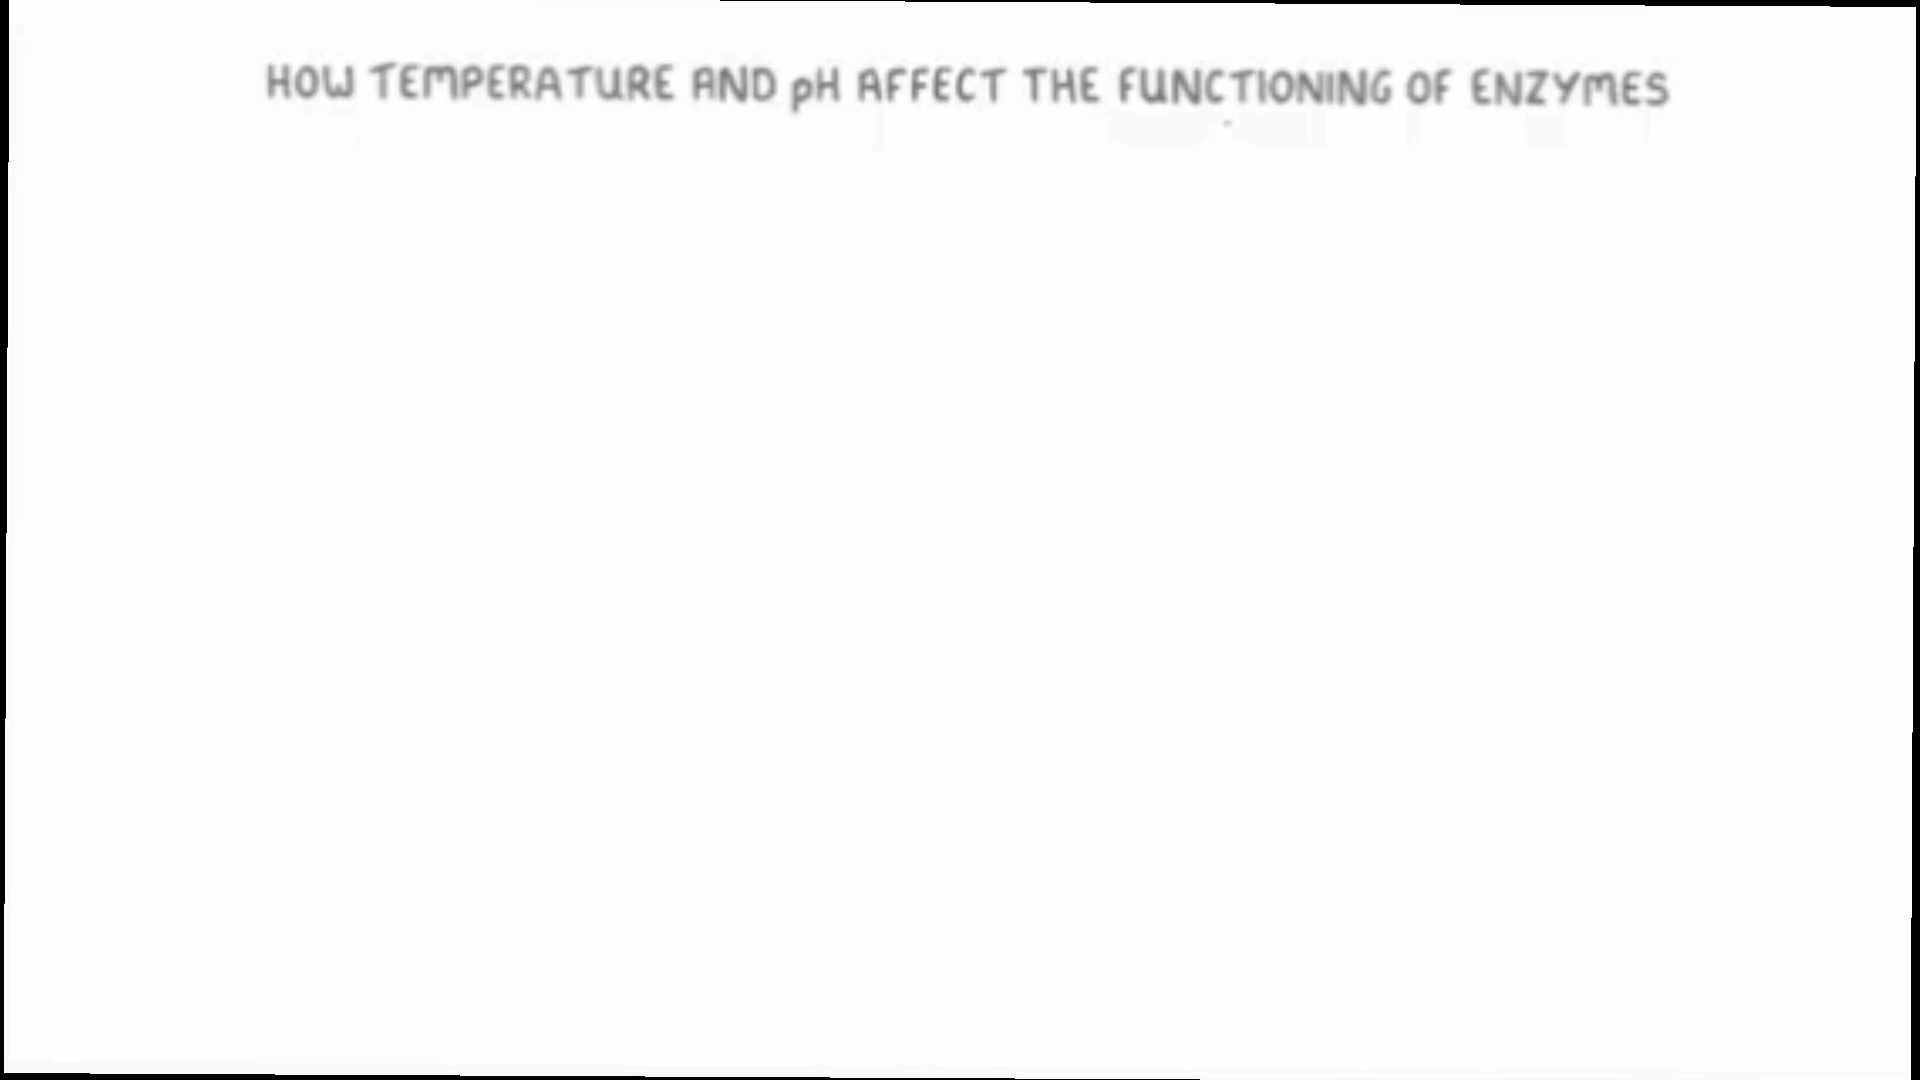 HOW TEMPERATURE AND pH AFFECT THE FUNCTIONING OF ENZYMES